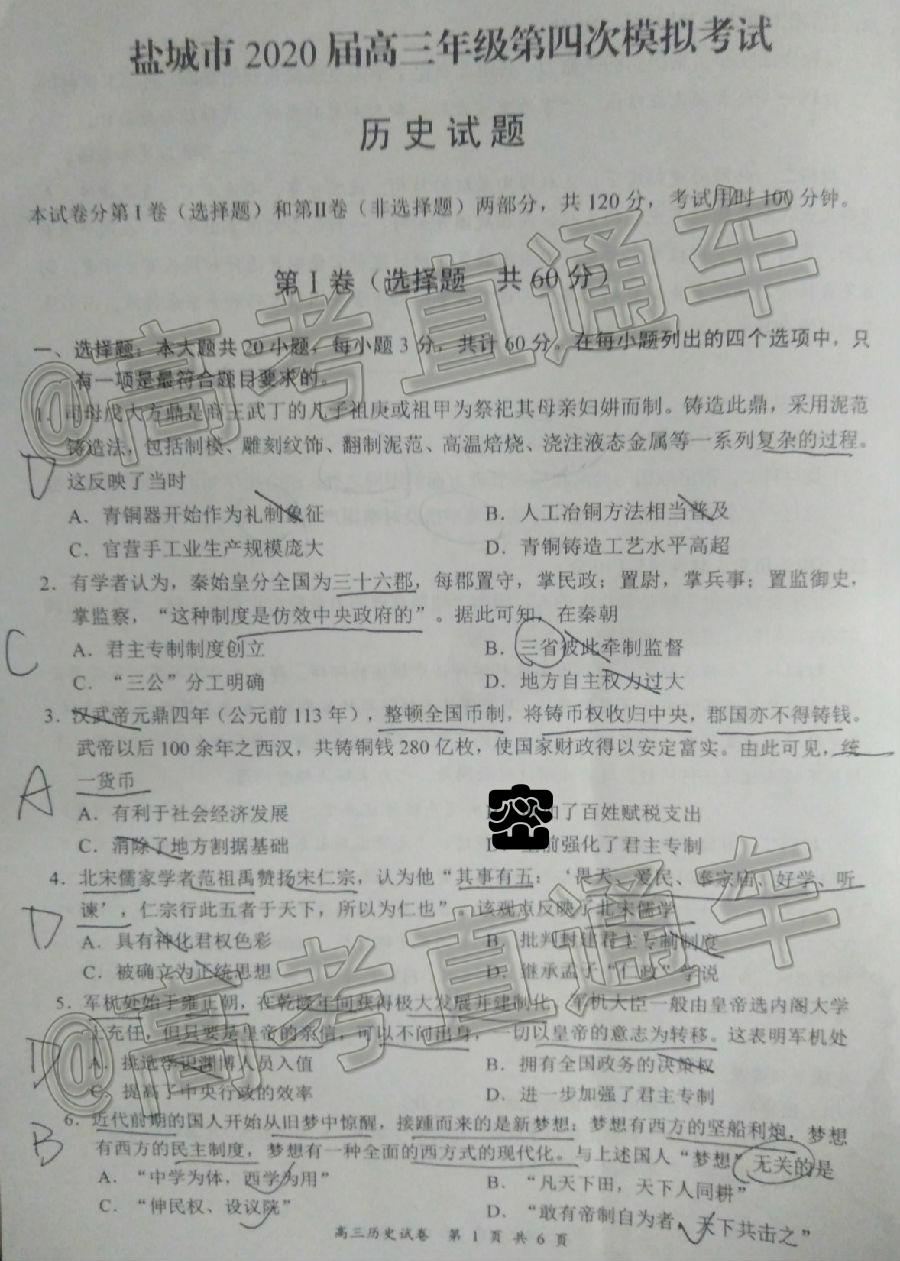 盐城市 2020 届高三年级第四次模拟考试
历史试题
本试卷分第Ⅰ卷（选择题）和第Ⅱ卷（非选择题）两部分，共 120 分，考试用时 100 分钟。
第Ⅰ卷（选择题 共 60 分）
一、选择题：本大题共 20 小题，每小题 3 分，共计 60 分。在每小题列出的四个选项中，只
有一项是最符合题目要求的。
1．司母戊大方鼎是商王武丁的儿子祖庚或祖甲为祭祀其母亲妇妌而制。铸造此鼎，采用泥范
铸造法，包括制模、雕刻纹饰、翻制泥范、高温焙烧、浇注液态金属等一系列复杂的过程。
D
这反映了当时
A．青铜器开始作为礼制象征 B．人工冶铜方法相当普及
C．官营手工业生产规模庞大 D．青铜铸造工艺水平高超
2．有学者认为，秦始皇分全国为三十六郡，每郡置守，掌民政；置尉，掌兵事；置监御史，
掌监察，“这种制度是仿效中央政府的”。据此可知，在秦朝
C
A．君主专制制度创立 B．三省彼此牵制监督
C．“三公”分工明确 D．地方自主权力过大
3．汉武帝元鼎四年（公元前 113 年），整顿全国币制，将铸币权收归中央，郡国亦不得铸钱。
武帝以后 100 余年之西汉，共铸铜钱 280 亿枚，使国家财政得以安定富实。由此可见，统
一货币
A
A．有利于社会经济发展 加了百姓赋税支出
C．消除了地方割据基础 前强化了君主专制
4．北宋儒家学者范祖禹赞扬宋仁宗，认为他“其事有五：‘畏天、爱民、奉宗庙、好学、听
谏’，仁宗行此五者于天下，所以为仁也”。该观点反映了北宋儒学
D
A．具有神化君权色彩 B．批判封建君主专制制度
C．被确立为正统思想 D．继承孟子“仁政”学说
5．军机处始于雍正朝，在乾隆年间获得极大发展并建制化，军机大臣一般由皇帝选内阁大学
士充任，但只要是皇帝的亲信，可以不问出身，一切以皇帝的意志为转移。这表明军机处
D
A．挑选学识渊博人员入值 B．拥有全国政务的决策权
C．提高了中央行政的效率 D．进一步加强了君主专制
6．近代前期的国人开始从旧梦中惊醒，接踵而来的是新梦想：梦想有西方的坚船利炮，梦想
有西方的民主制度，梦想有一种全面的西方式的现代化。与上述国人“梦想”无关的是
B
A．“中学为体，西学为用” B．“凡天下田，天下人同耕”
C．“伸民权、设议院” D．“敢有帝制自为者，天下共击之”
高三历史试卷 第 1 页 共 6 页
@高考直通车
@高考直通车